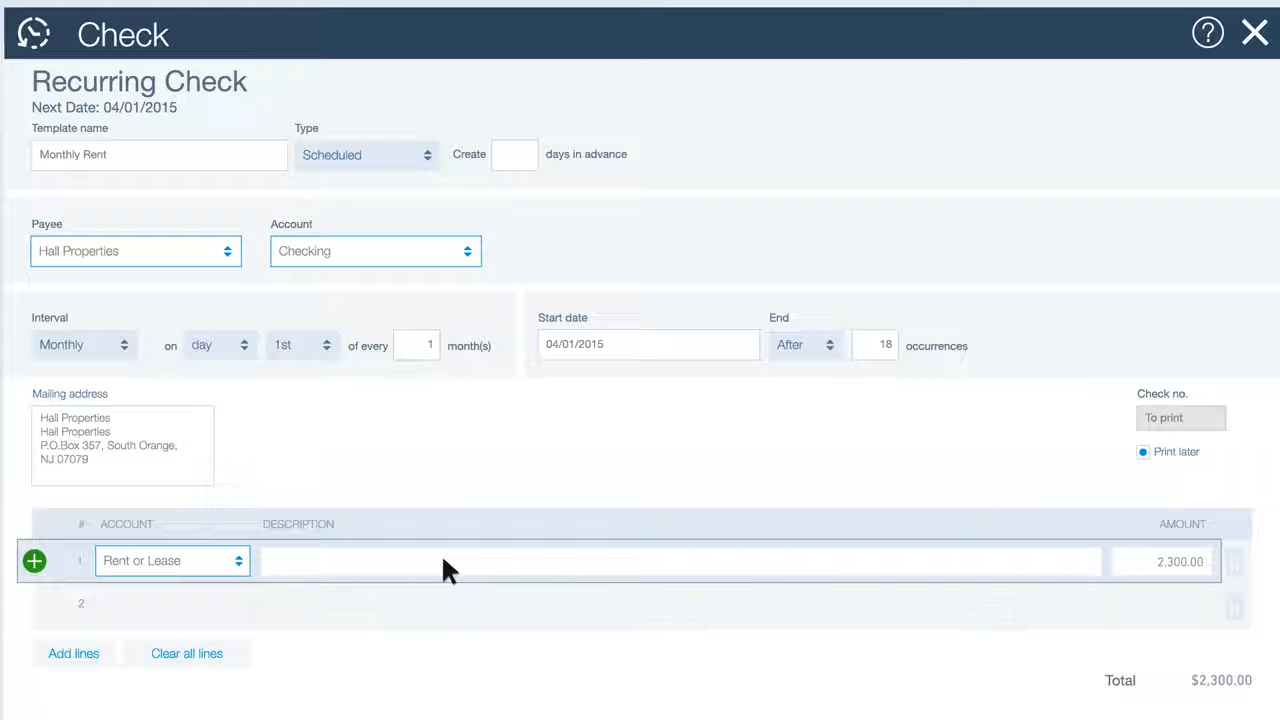 Check
?
Recurring Check
Next Date: 04/01/2015
Template name
Type
Monthly Rent
Scheduled
Create
days in advance
Payee
Account
Hall Properties
Checking
Interval
Start date
End
Monthly
on
day
1st
of every
1
month(s)
04/01/2015
After
18
occurrences
Mailing address
Check no.
Hall Properties
Hall Properties
P.O.Box 357, South Orange,
NJ 07079
To print
Print later
# ACCOUNT DESCRIPTION AMOUNT
1 Rent or Lease 2,300.00
2
Add lines
Clear all lines
Total $2,300.00